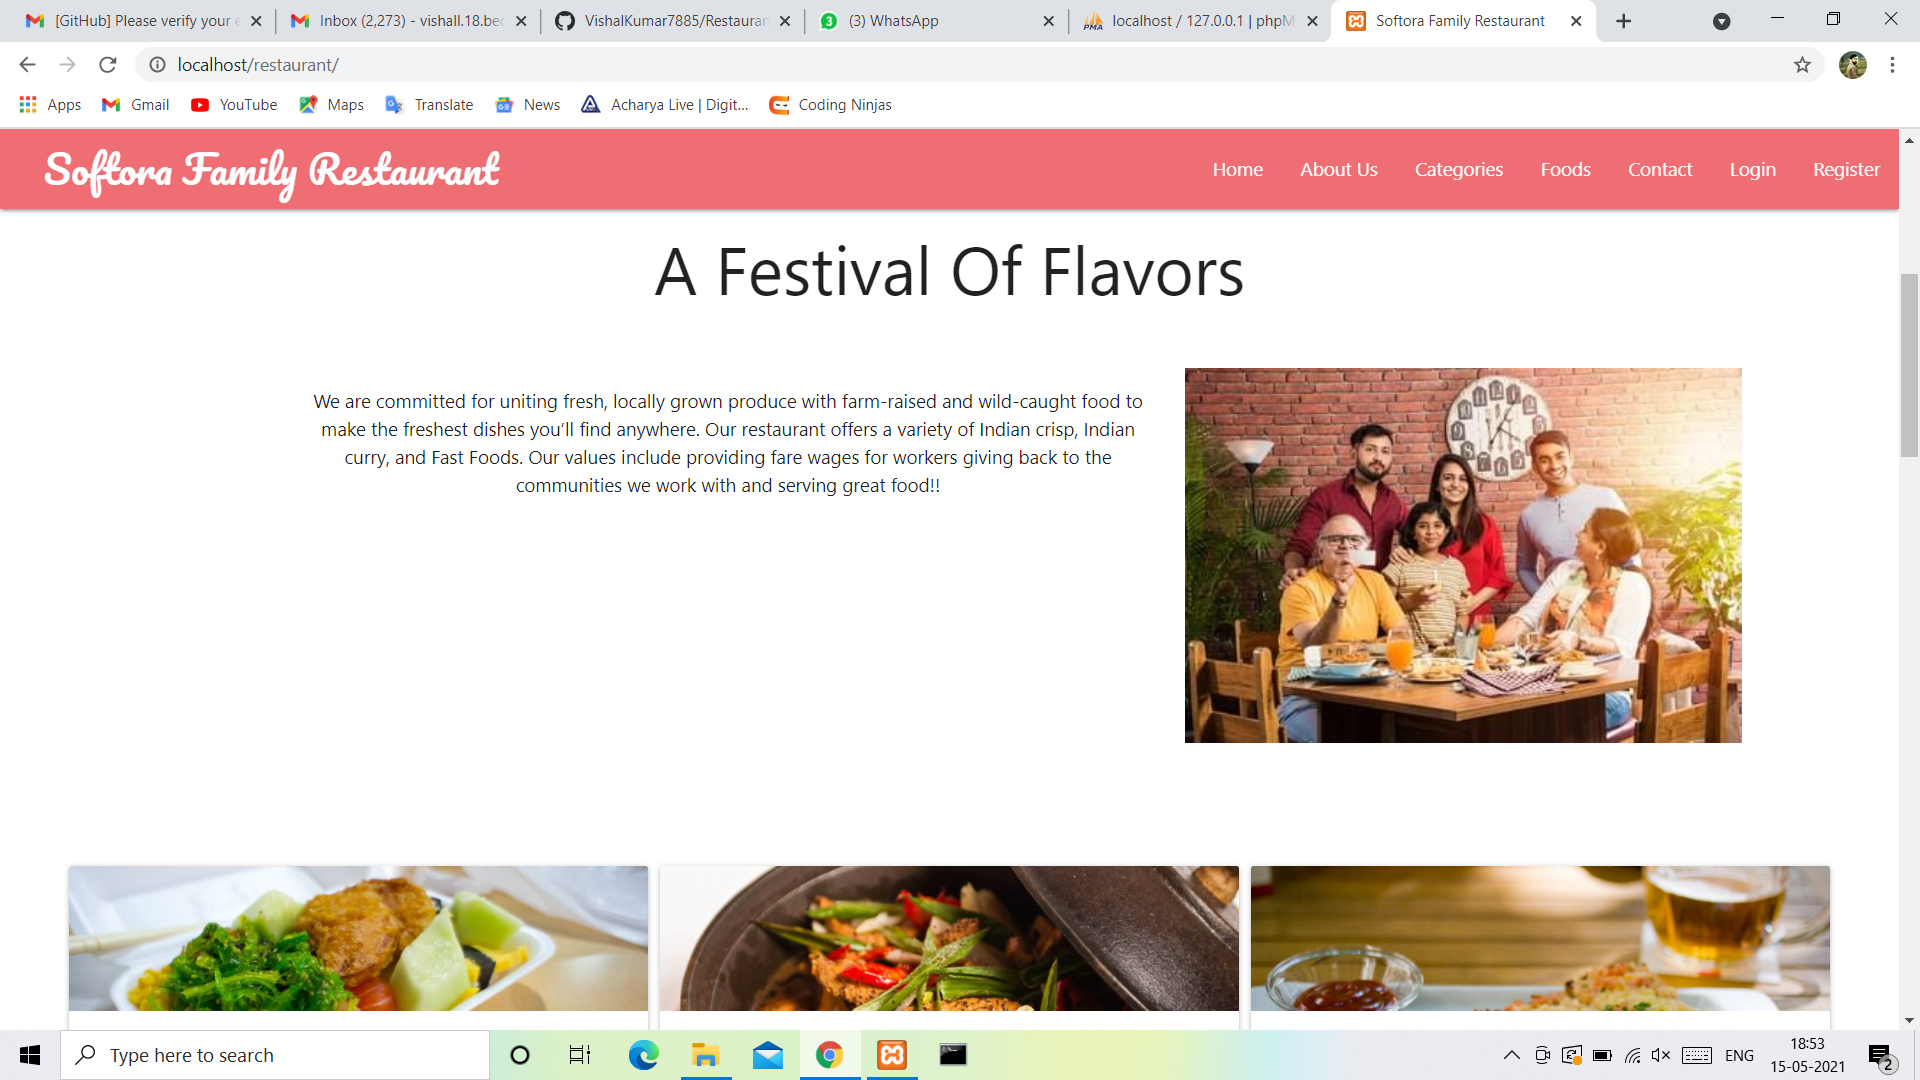 [GitHub] Please verify your
Inbox (2,273) - vishall.18.bec
VishalKumar7885/Restauran
3
(3) WhatsApp
PMA
localhost / 127.0.0.1 | phpM
Softora Family Restaurant
localhost/restaurant/
Apps
Gmail
YouTube
Maps
Translate
News
Acharya Live | Digit...
Coding Ninjas
Softora Family Restaurant
Home
About Us
Categories
Foods
Contact
Login
Register
A Festival Of Flavors
We are committed for uniting fresh, locally grown produce with farm-raised and wild-caught food to
make the freshest dishes you'll find anywhere. Our restaurant offers a variety of Indian crisp, Indian
curry, and Fast Foods. Our values include providing fare wages for workers giving back to the
communities we work with and serving great food!!
Type here to search
ENG
18:53
15-05-2021
2